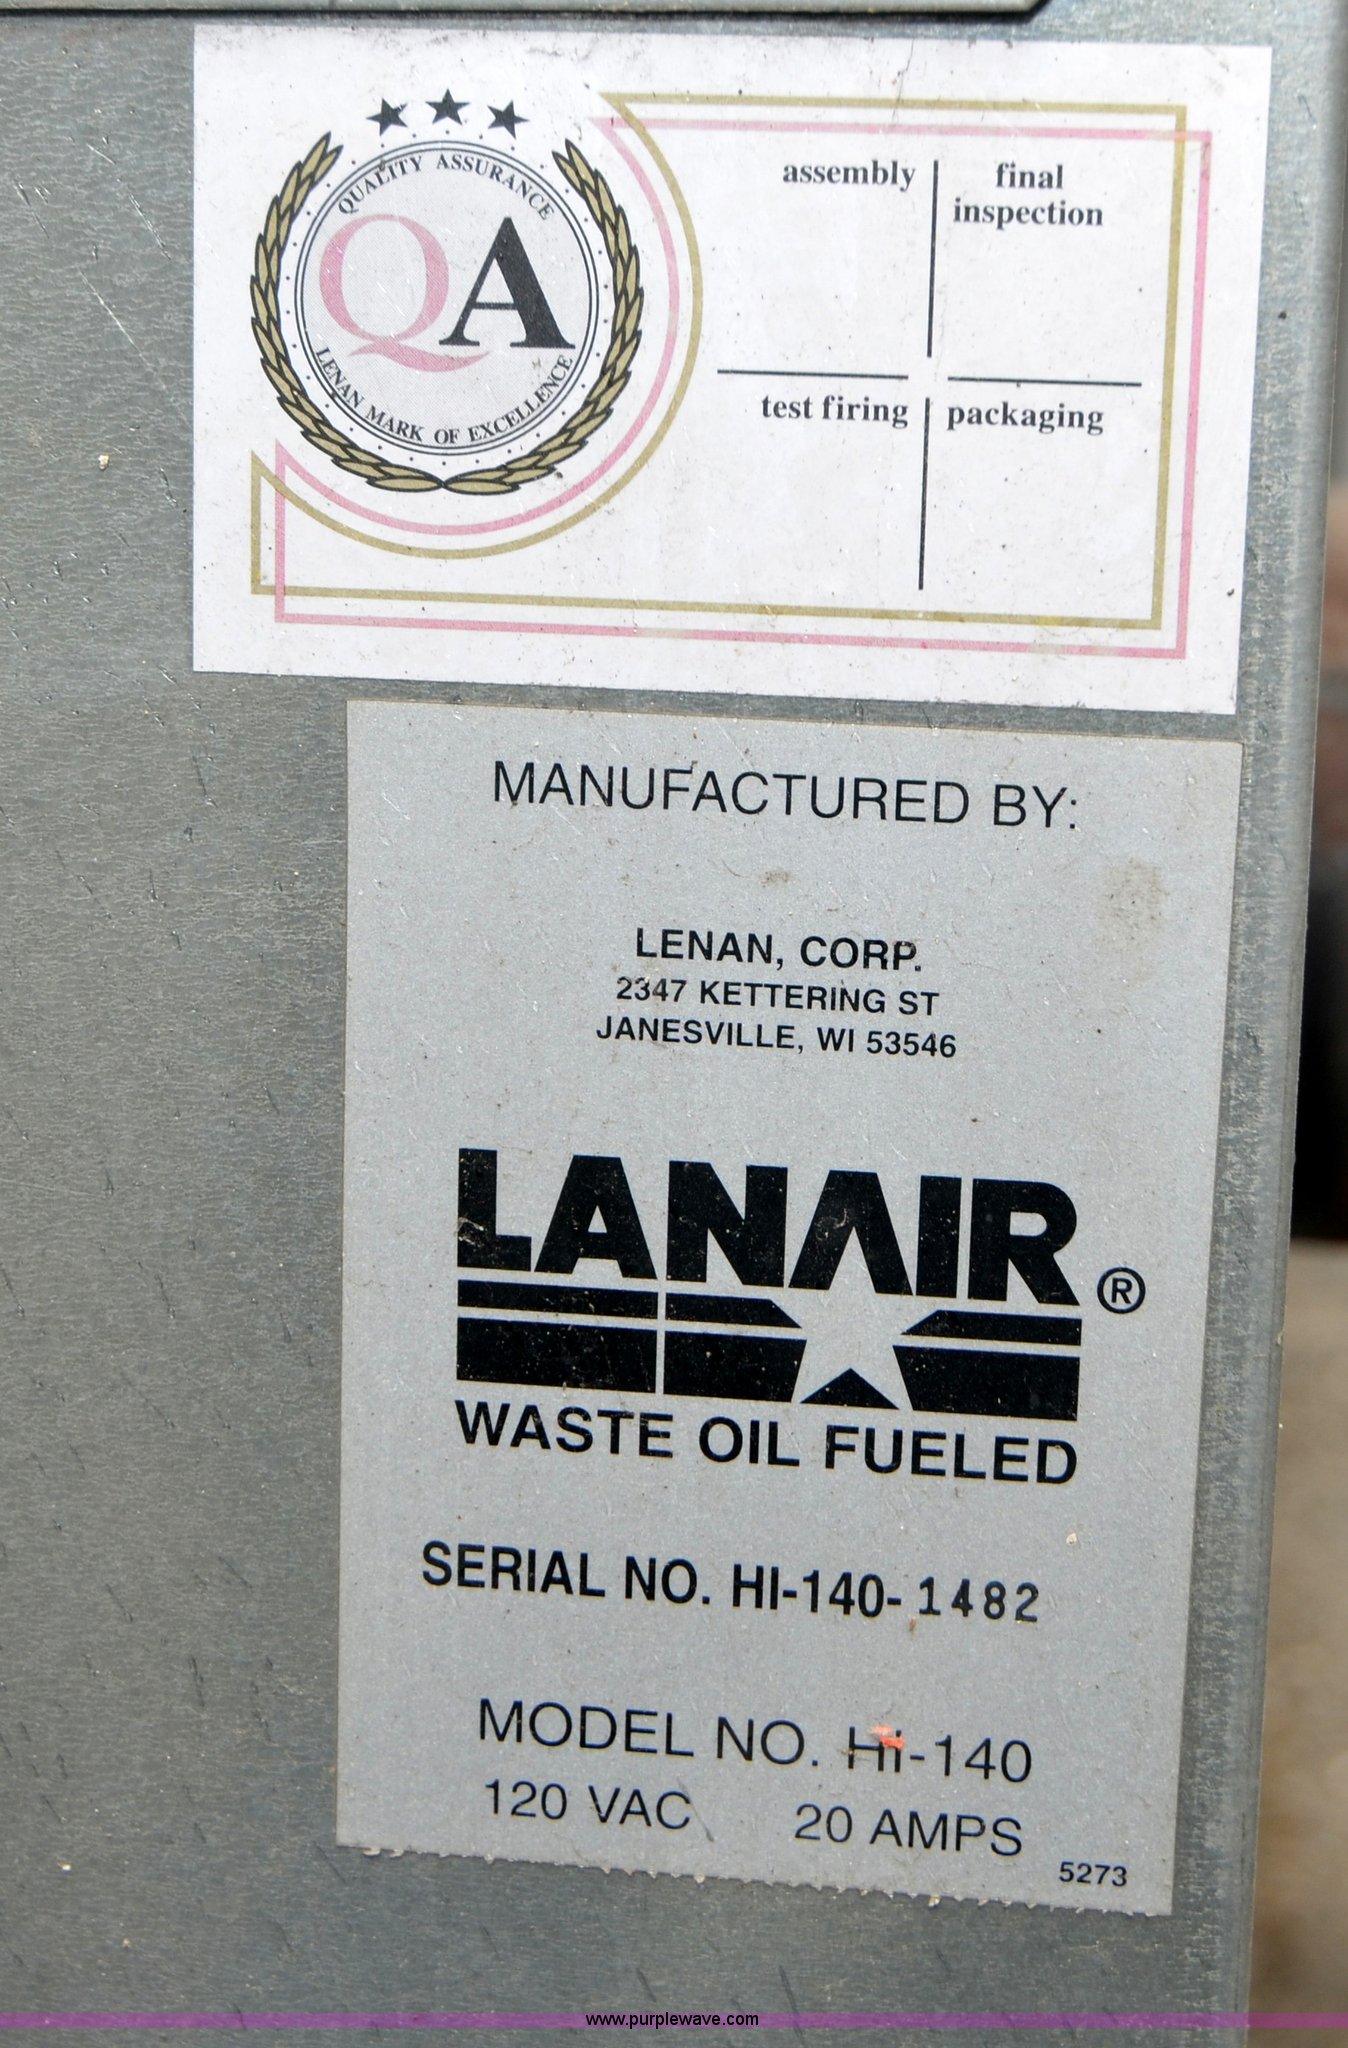 QUALITY ASSURANCE
QA
LENAN MARK OF EXCELLENCE
assembly
final
inspection
test firing
packaging
MANUFACTURED BY:
LENAN, CORP.
2347 KETTERING ST
JANESVILLE, WI 53546
LANAIR®
WASTE OIL FUELED
SERIAL NO. HI-140-1482
MODEL NO. Hi-140
120 VAC 20 AMPS
5273
www.purplewave.com